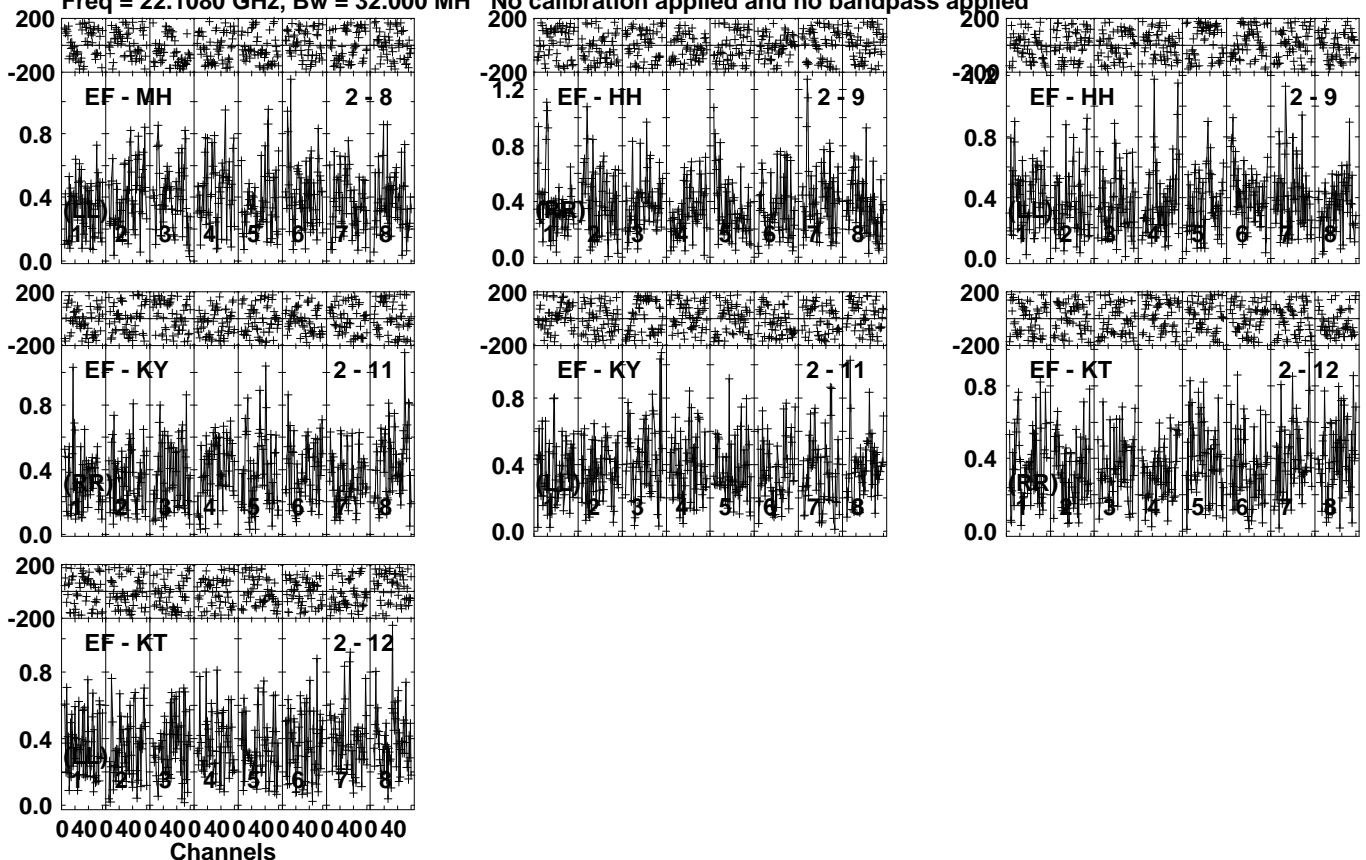 Freq = 22.1080 GHz, Bw = 32.000 MH No calibration applied and no bandpass applied
200 200 200
-200 -200 -200
EF - MH 2 - 8 1.2 EF - HH 2 - 9 1.2 EF - HH 2 - 9
0.8 0.8 0.8
0.4 0.4 0.4
(LL) (RR) (LL)
1 2 3 4 5 6 7 8 1 2 3 4 5 6 7 8 1 2 3 4 5 6 7 8
0.0 0.0 0.0
200 200 200
-200 -200 -200
EF - KY 2 - 11 EF - KY 2 - 11 EF - KT 2 - 12
0.8 0.8 0.8
0.4 0.4 0.4
(RR) (LL) (RR)
1 2 3 4 5 6 7 8 1 2 3 4 5 6 7 8 1 2 3 4 5 6 7 8
0.0 0.0 0.0
200
-200
EF - KT 2 - 12
0.8
0.4
(LL)
1 2 3 4 5 6 7 8
0.0
0 40 0 40 0 40 0 40 0 40 0 40 0 40 0 40
Channels